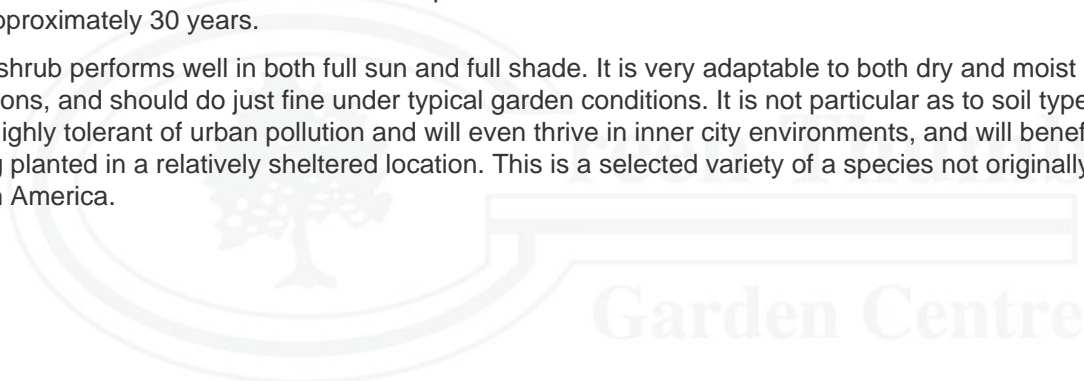 pproximately 30 years.
shrub performs well in both full sun and full shade. It is very adaptable to both dry and moist
ons, and should do just fine under typical garden conditions. It is not particular as to soil type
ighly tolerant of urban pollution and will even thrive in inner city environments, and will benef
g planted in a relatively sheltered location. This is a selected variety of a species not originally
n America.
Garden Centre